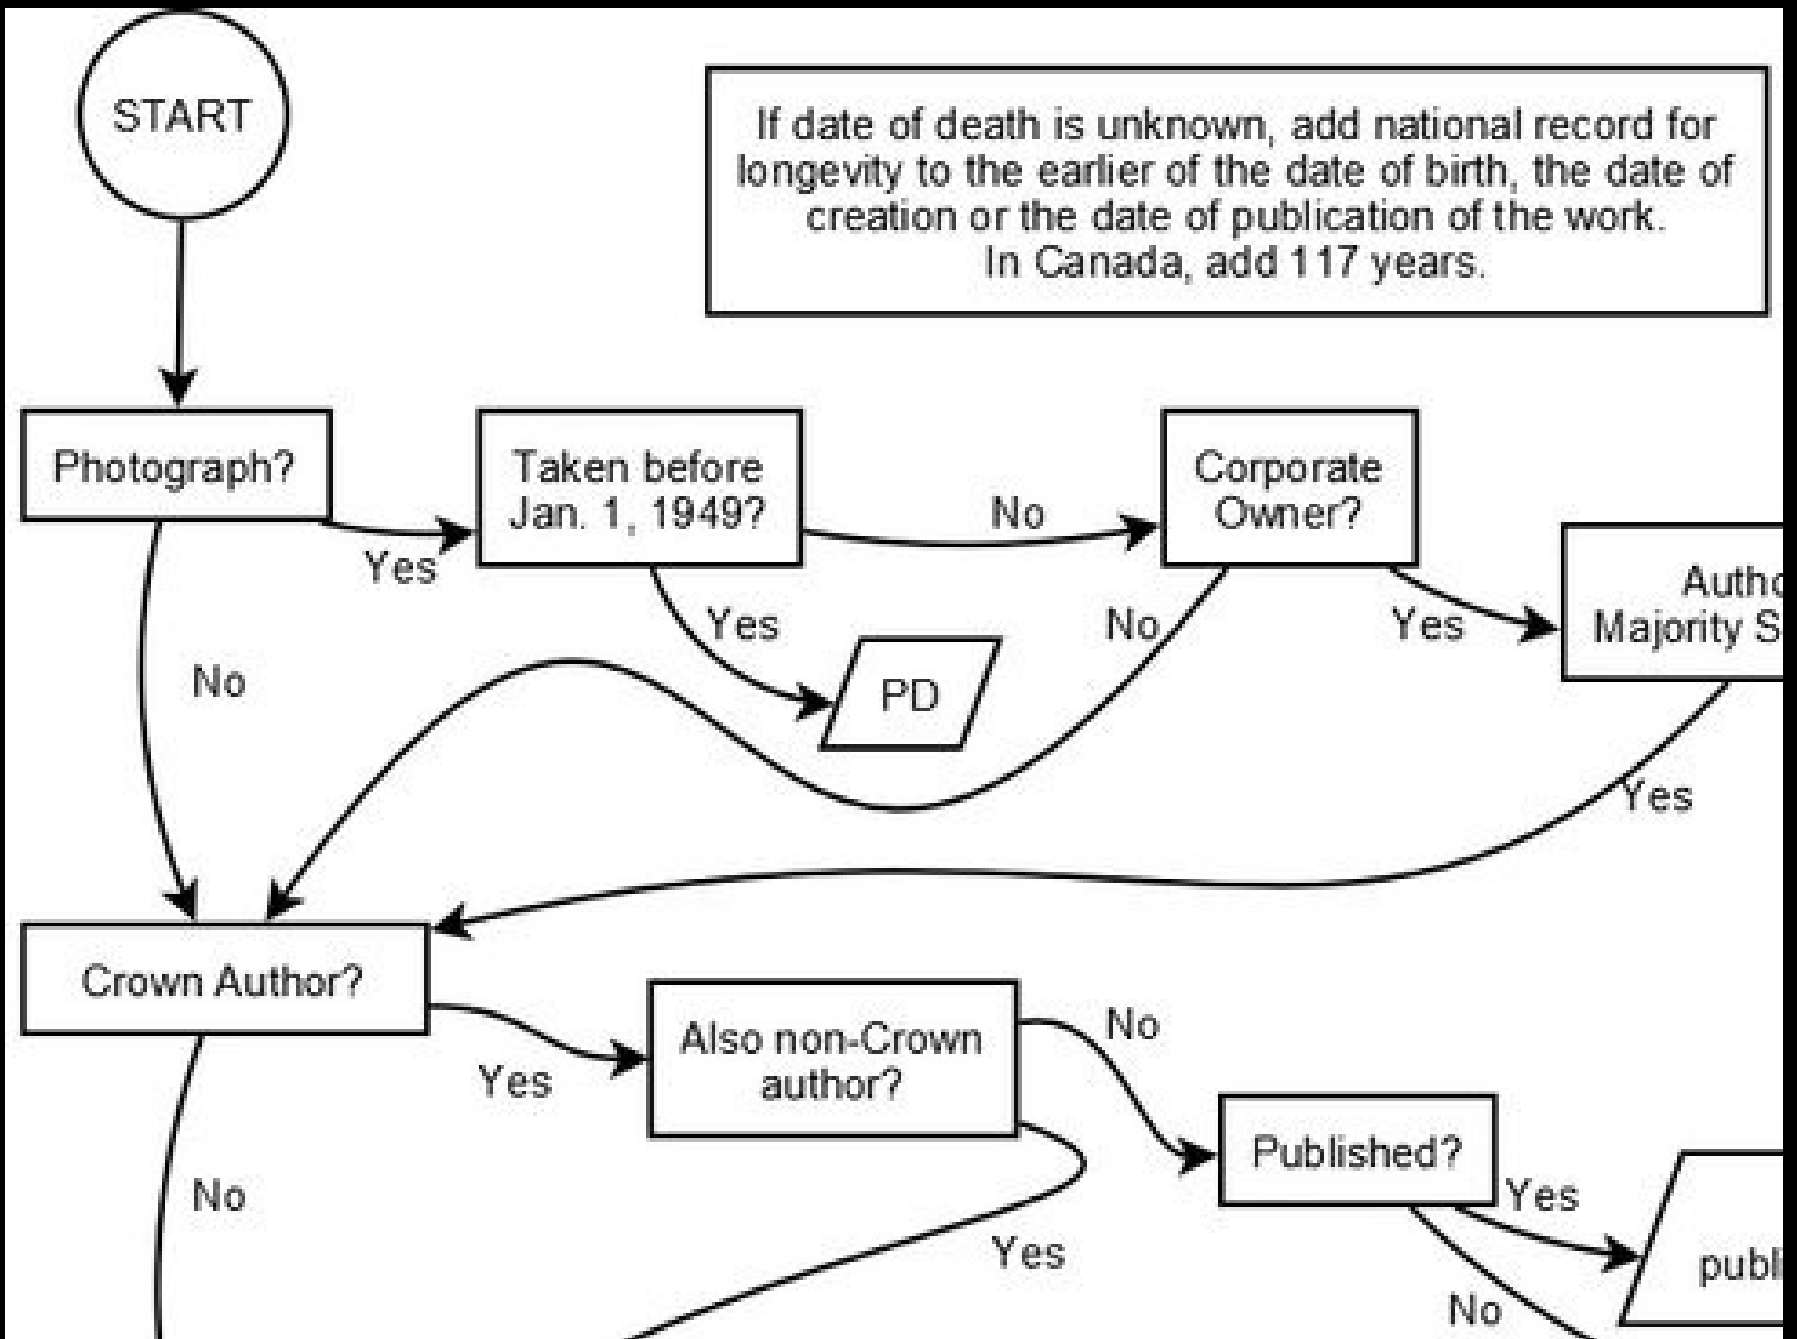 START
If date of death is unknown, add national record for
longevity to the earlier of the date of birth, the date of
creation or the date of publication of the work.
In Canada, add 117 years.
Photograph?
Taken before
Jan. 1, 1949?
Corporate
Owner?
No
Yes
Majority
Yes
No
Yes
No
PD
Yes
Crown Author?
Also non-Crown
author?
No
Yes
Published?
Yes
No
Yes
No